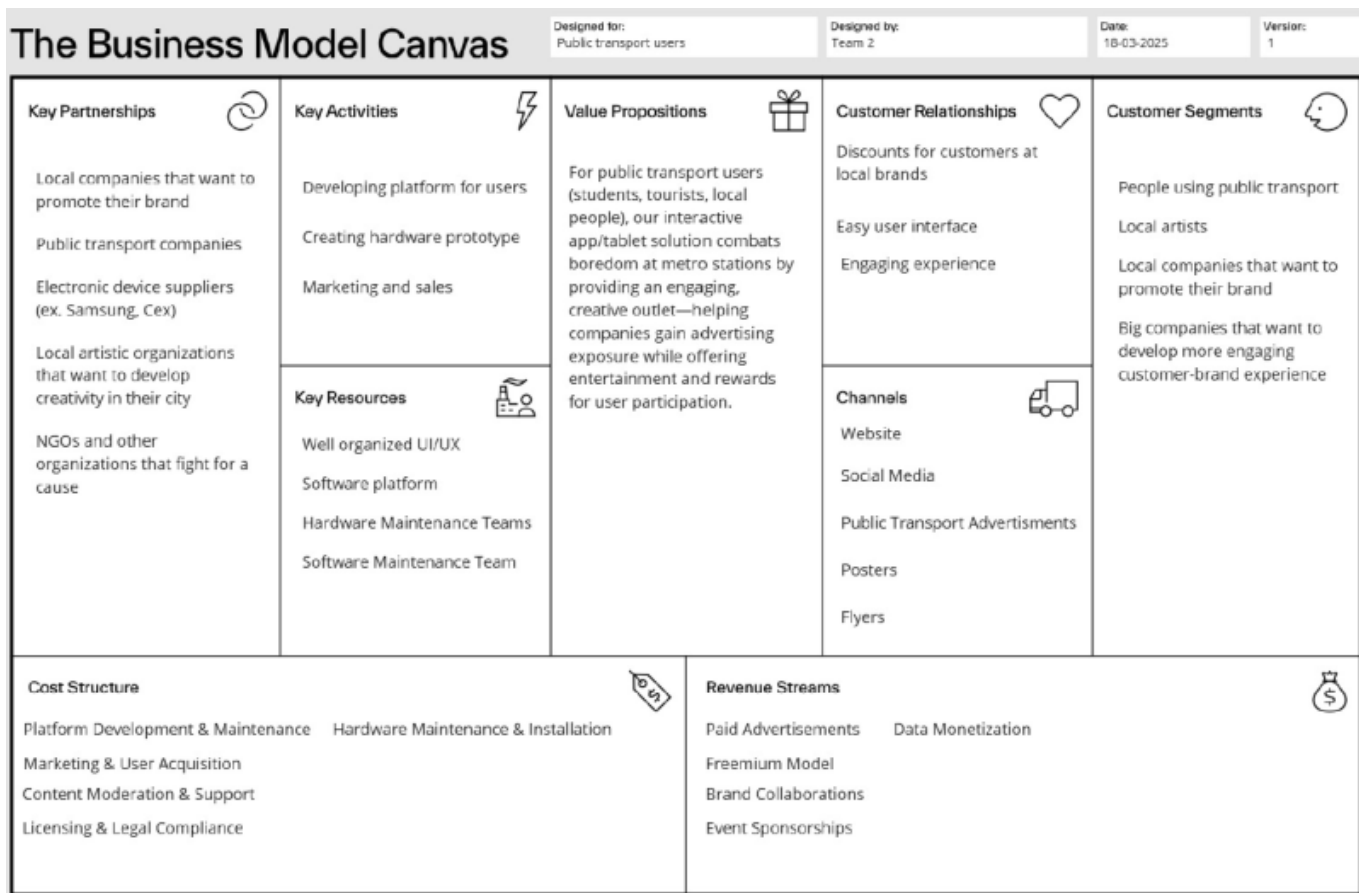 The Business Model Canvas
Designed for:
Public transport users
Designed by:
Team 2
Date:
18-03-2025
Version:
1
Key Partnerships
Local companies that want to
promote their brand
Public transport companies
Electronic device suppliers
(ex. Samsung, Cex)
Local artistic organizations
that want to develop
creativity in their city
NGOs and other
organizations that fight for a
cause
Key Activities
Developing platform for users
Creating hardware prototype
Marketing and sales
Key Resources
Well organized UI/UX
Software platform
Hardware Maintenance Teams
Software Maintenance Team
Value Propositions
For public transport users
(students, tourists, local
people), our interactive
app/tablet solution combats
boredom at metro stations by
providing an engaging,
creative outlet—helping
companies gain advertising
exposure while offering
entertainment and rewards
for user participation.
Customer Relationships
Discounts for customers at
local brands
Easy user interface
Engaging experience
Channels
Website
Social Media
Public Transport Advertisments
Posters
Flyers
Customer Segments
People using public transport
Local artists
Local companies that want to
promote their brand
Big companies that want to
develop more engaging
customer-brand experience
Cost Structure
Platform Development & Maintenance
Hardware Maintenance & Installation
Marketing & User Acquisition
Content Moderation & Support
Licensing & Legal Compliance
Revenue Streams
Paid Advertisements
Data Monetization
Freemium Model
Brand Collaborations
Event Sponsorships